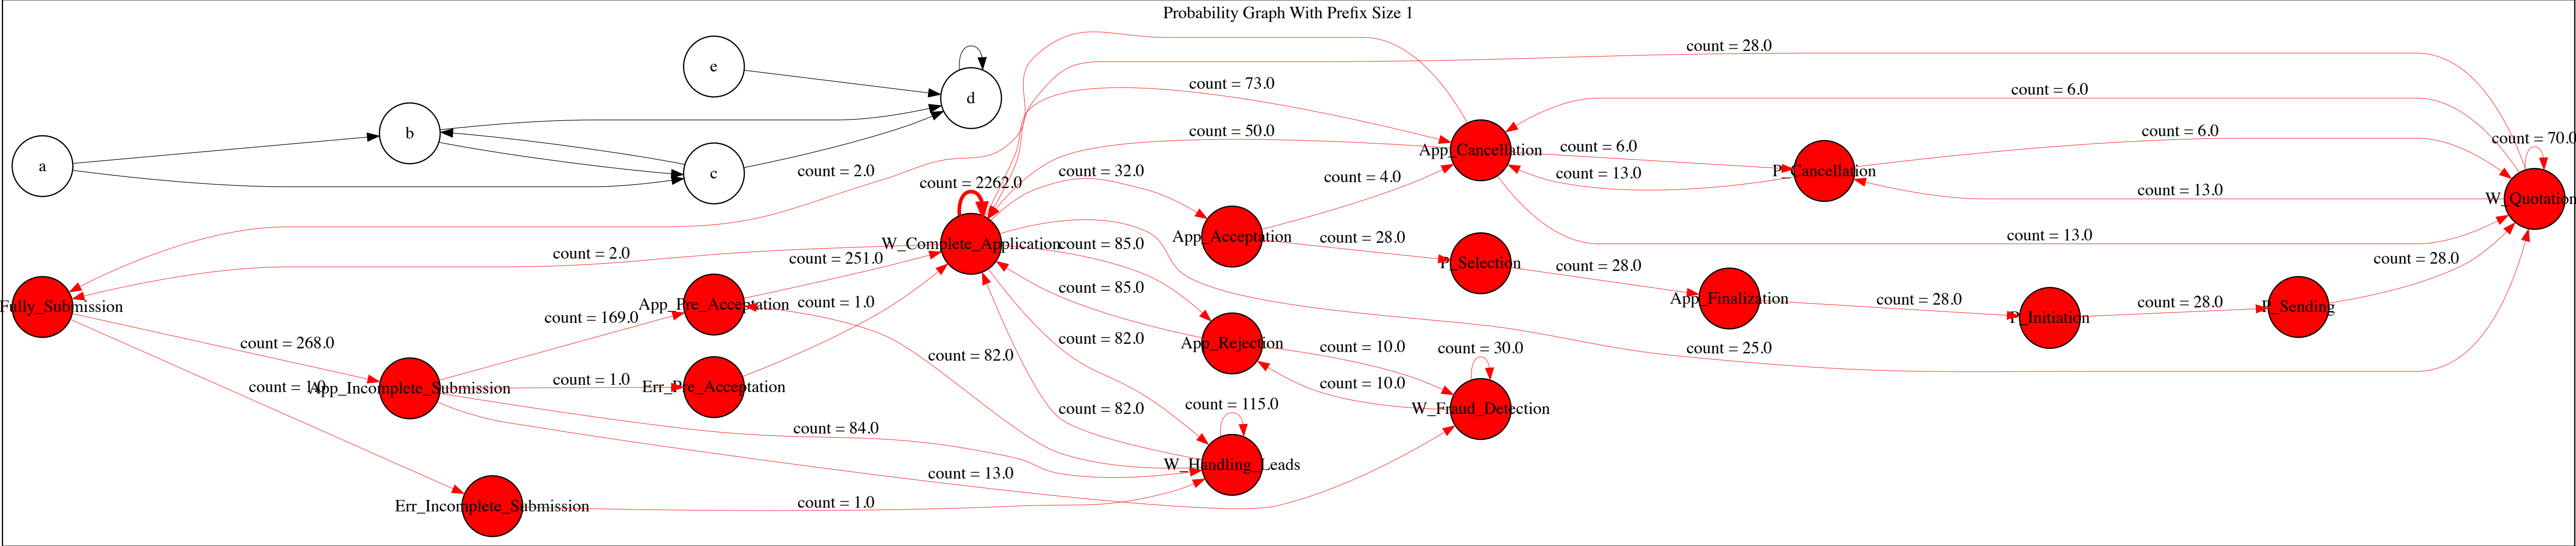 Probability Graph With Prefix Size 1
count = 28.0
e
count = 73.0
count = 6.0
d
b
count = 50.0
count = 6.0
count = 70.0
App_Cancellation
count = 6.0
a
c
count = 2.0
count = 32.0
count = 4.0
count = 13.0
P_Cancellation
count = 2262.0
count = 13.0
W_Quotation
W_Complete_Application
count = 85.0
App_Acceptation
count = 28.0
count = 13.0
count = 2.0
count = 251.0
P_Selection
count = 28.0
count = 28.0
Fully_Submission
App_Pre_Acceptation
count = 1.0
count = 85.0
App_Finalization
count = 28.0
count = 28.0
P_Sending
count = 169.0
P_Initiation
count = 268.0
count = 82.0
count = 82.0
App_Rejection
count = 10.0
count = 30.0
count = 25.0
count = 1.0
App_Incomplete_Submission
count = 1.0
Err_Pre_Acceptation
count = 10.0
count = 82.0
count = 115.0
W_Fraud_Detection
count = 84.0
count = 13.0
W_Handling_Leads
Err_Incomplete_Submission
count = 1.0